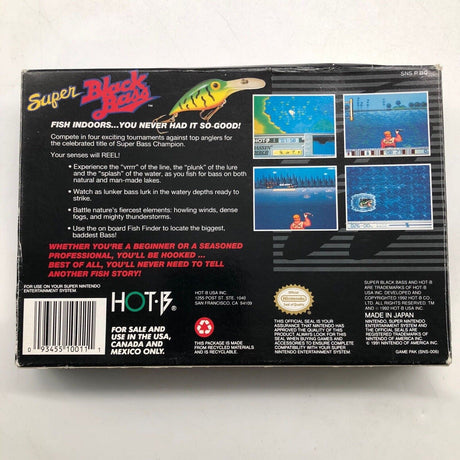 SNS P BG
Super
Black
Bass™
FISH INDOORS...YOU NEVER HAD IT SO-GOOD!
Compete in four exciting tournaments against top anglers for
the celebrated title of Super Bass Champion.
Your senses will REEL!
• Experience the "vrrrr" of the line, the "plunk" of the lure
and the "splash" of the water, as you fish for bass on both
natural and man-made lakes.
• Watch as lunker bass lurk in the watery depths ready to
strike.
• Battle nature's fiercest elements: howling winds, dense
fogs, and mighty thunderstorms.
• Use the on board Fish Finder to locate the biggest,
baddest Bass!
WHETHER YOU'RE A BEGINNER OR A SEASONED
PROFESSIONAL, YOU'LL BE HOOKED ...
BEST OF ALL, YOU'LL NEVER NEED TO TELL
ANOTHER FISH STORY!
FOR USE ON YOUR SUPER NINTENDO
ENTERTAINMENT SYSTEM.
0 93455 10011 1
HOT·B®
FOR SALE AND
USE IN THE USA,
CANADA AND
MEXICO ONLY.
HOT·B USA INC.
1255 POST ST. STE. 1040
SAN FRANCISCO, CA 94109
THIS PACKAGE IS MADE
FROM RECYCLED MATERIALS
AND IS RECYCLABLE.
Nintendo
THIS OFFICIAL SEAL IS YOUR
ASSURANCE THAT NINTENDO HAS
APPROVED THE QUALITY OF THIS
PRODUCT. ALWAYS LOOK FOR THIS
SEAL WHEN BUYING GAMES AND
ACCESSORIES TO ENSURE COMPLETE
COMPATIBILITY WITH YOUR SUPER
NINTENDO ENTERTAINMENT SYSTEM.
SUPER BLACK BASS AND HOT·B
ARE TRADEMARKS OF HOT·B
USA INC. DEVELOPED AND
COPYRIGHTED 1992 HOT·B CO.,
LTD. ALL RIGHTS RESERVED.
AND © 1992 HOT·B USA INC.
MADE IN JAPAN
NINTENDO, SUPER NINTENDO
ENTERTAINMENT SYSTEM AND
THE OFFICIAL SEALS ARE
REGISTERED TRADEMARKS OF
NINTENDO OF AMERICA INC.
© 1991 NINTENDO OF AMERICA INC.
GAME PAK (SNS-006)